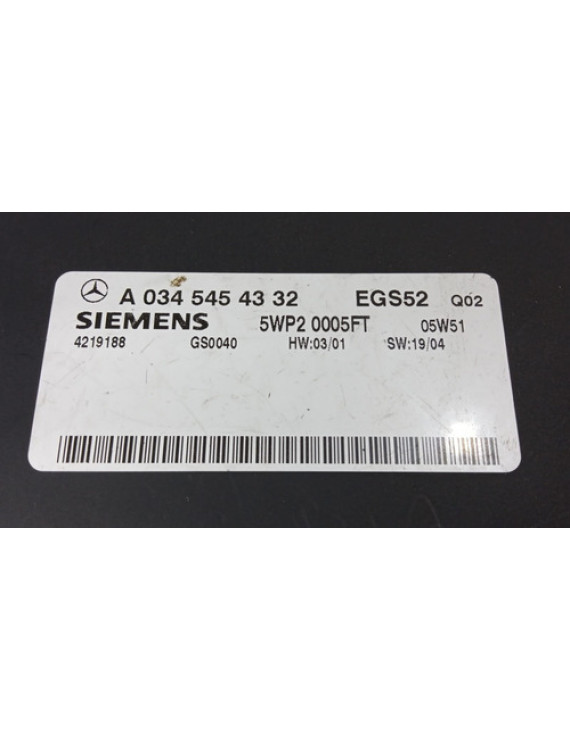 A 034 545 43 32 EGS52 Q02
SIEMENS 5WP2 0005FT 05W51
4219188 GS0040 HW:03/01 SW:19/04